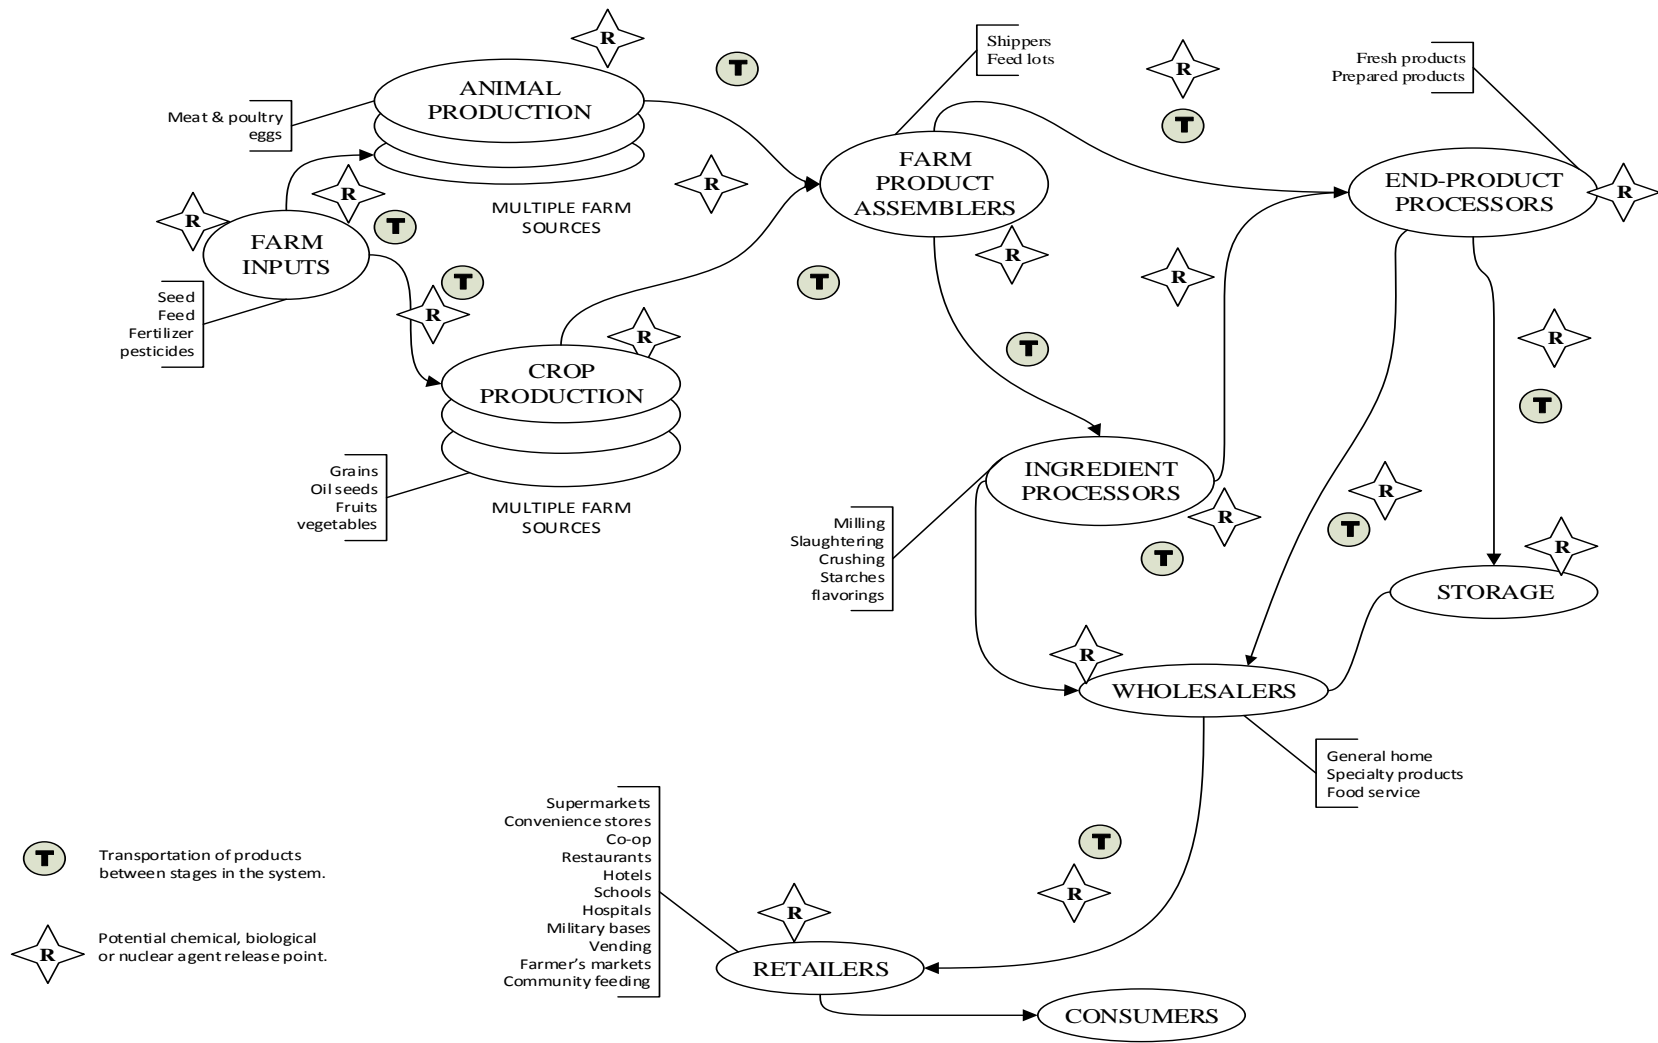 R
ANIMAL
PRODUCTION
T
Shippers
Feed lots
R
T
Fresh products
Prepared products
Meat & poultry
eggs
R
R
T
FARM
INPUTS
MULTIPLE FARM
SOURCES
R
FARM
PRODUCT
ASSEMBLERS
R
END-PRODUCT
PROCESSORS
R
Seed
Feed
Fertilizer
pesticides
T
R
T
R
T
R
R
T
CROP
PRODUCTION
R
Grains
Oil seeds
Fruits
vegetables
MULTIPLE FARM
SOURCES
INGREDIENT
PROCESSORS
Milling
Slaughtering
Crushing
Starches
flavorings
R
T
R
T
R
STORAGE
R
WHOLESALERS
General home
Specialty products
Food service
Supermarkets
Convenience stores
Co-op
Restaurants
Hotels
Schools
Hospitals
Military bases
Vending
Farmer's markets
Community feeding
T
R
R
RETAILERS
CONSUMERS
T
Transportation of products
between stages in the system.
R
Potential chemical, biological
or nuclear agent release point.